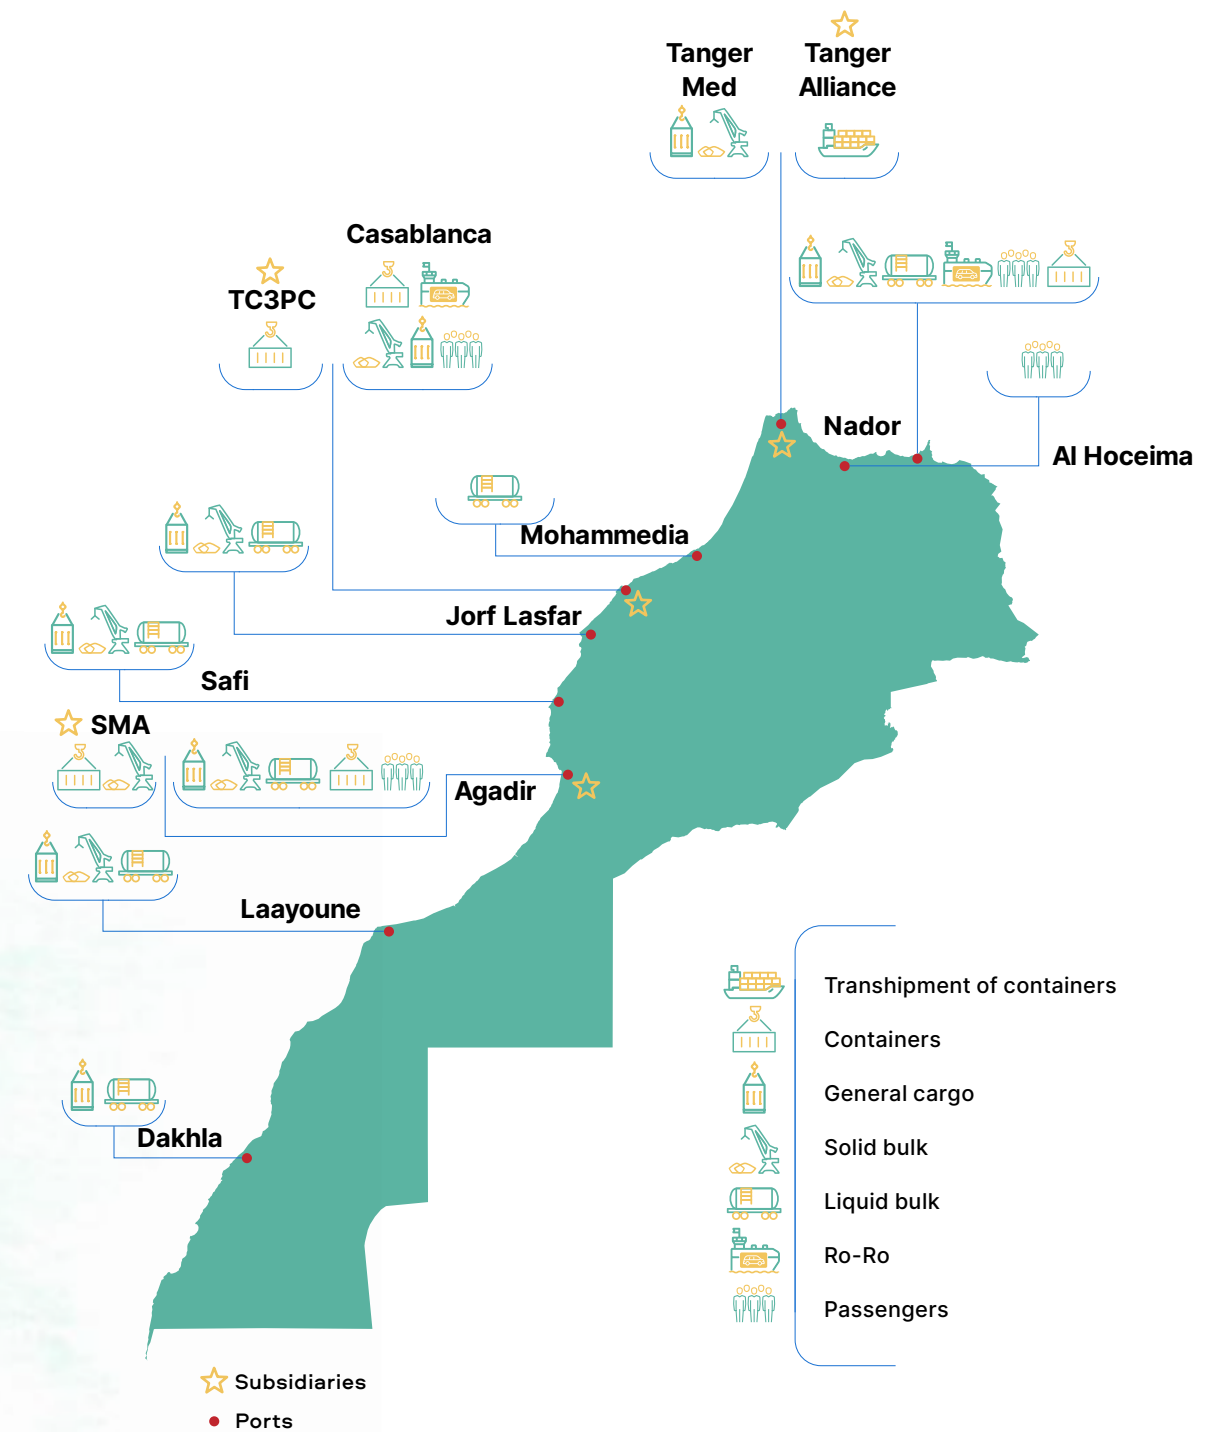 Tanger
Med
Tanger
Alliance
Casablanca
TC3PC
Nador
Al Hoceima
Mohammedia
Jorf Lasfar
Safi
SMA
Agadir
Laayoune
Dakhla
Transhipment of containers
Containers
General cargo
Solid bulk
Liquid bulk
Ro-Ro
Passengers
Subsidiaries
Ports